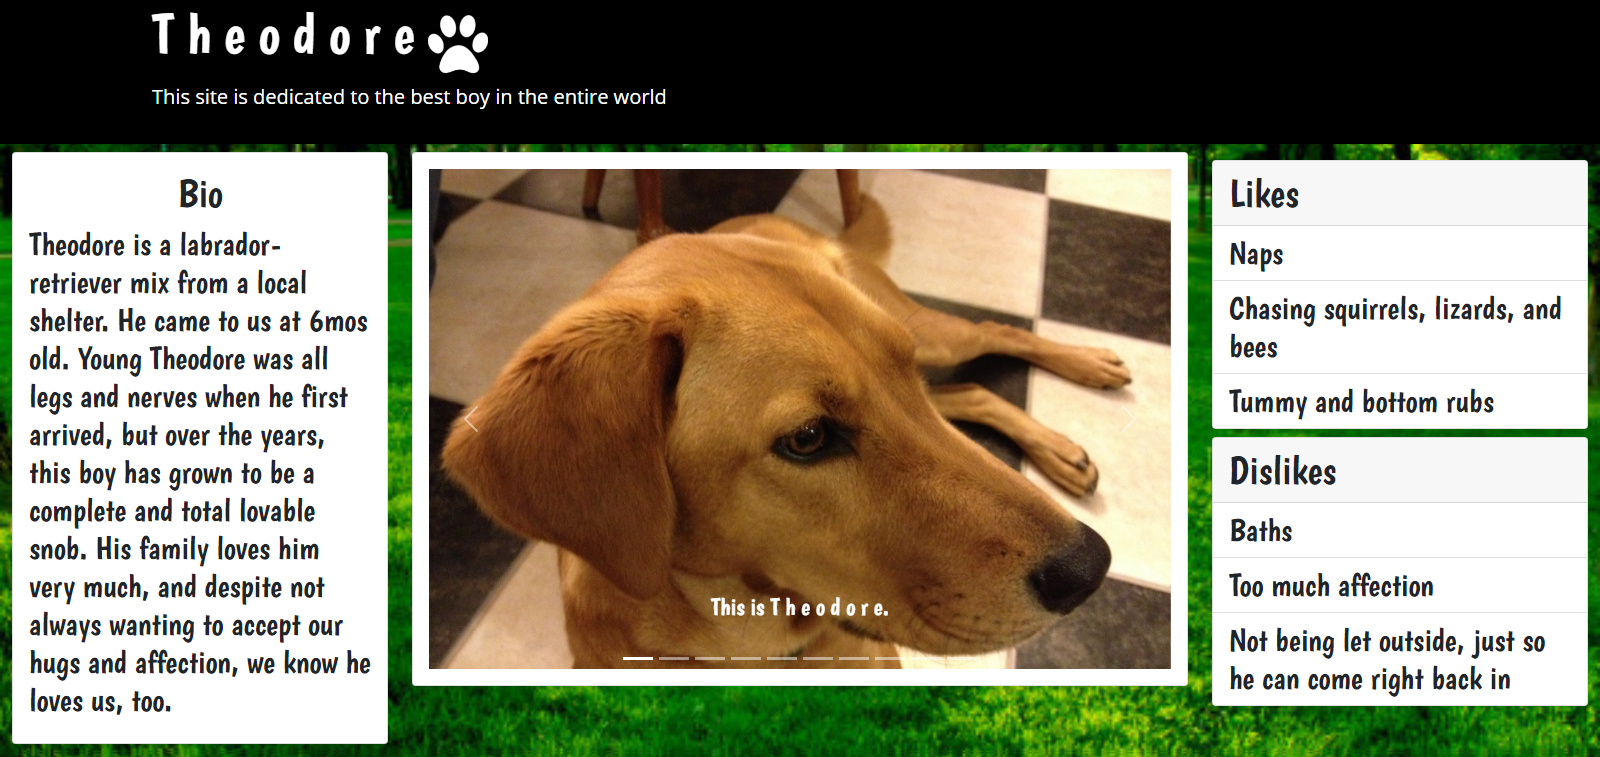 Theodore
This site is dedicated to the best boy in the entire world
Bio
Theodore is a labrador-
retriever mix from a local
shelter. He came to us at 6mos
old. Young Theodore was all
legs and nerves when he first
arrived, but over the years,
this boy has grown to be a
complete and total lovable
snob. His family loves him
very much, and despite not
always wanting to accept our
hugs and affection, we know he
loves us, too.
This is Theodore.
Likes
Naps
Chasing squirrels, lizards, and
bees
Tummy and bottom rubs
Dislikes
Baths
Too much affection
Not being let outside, just so
he can come right back in